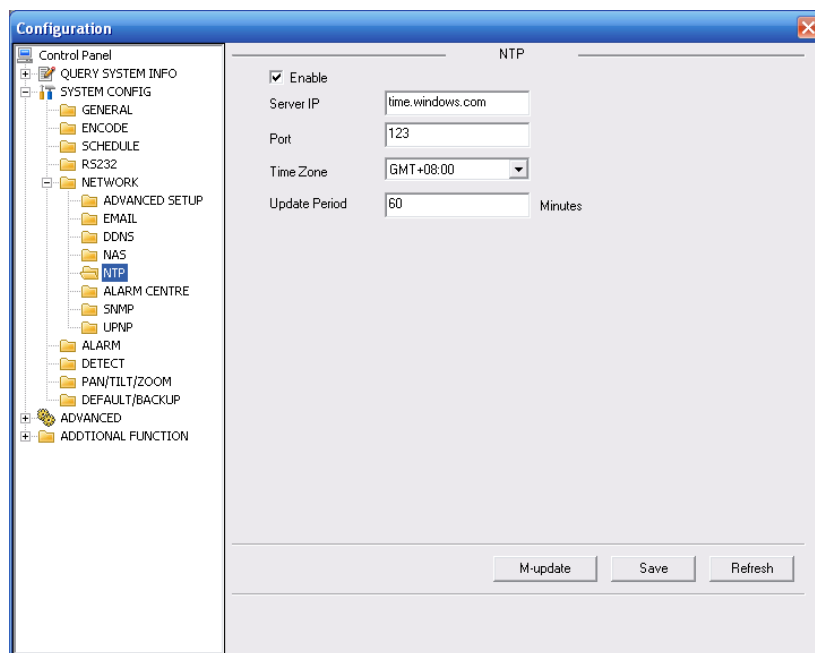 Configuration
Control Panel
QUERY SYSTEM INFO
SYSTEM CONFIG
GENERAL
ENCODE
SCHEDULE
RS232
NETWORK
ADVANCED SETUP
EMAIL
DDNS
NAS
NTP
ALARM CENTRE
SNMP
UPNP
ALARM
DETECT
PAN/TILT/ZOOM
DEFAULT/BACKUP
ADVANCED
ADDTIONAL FUNCTION
NTP
Enable
Server IP time.windows.com
Port 123
Time Zone GMT+08:00
Update Period 60 Minutes
M-update Save Refresh